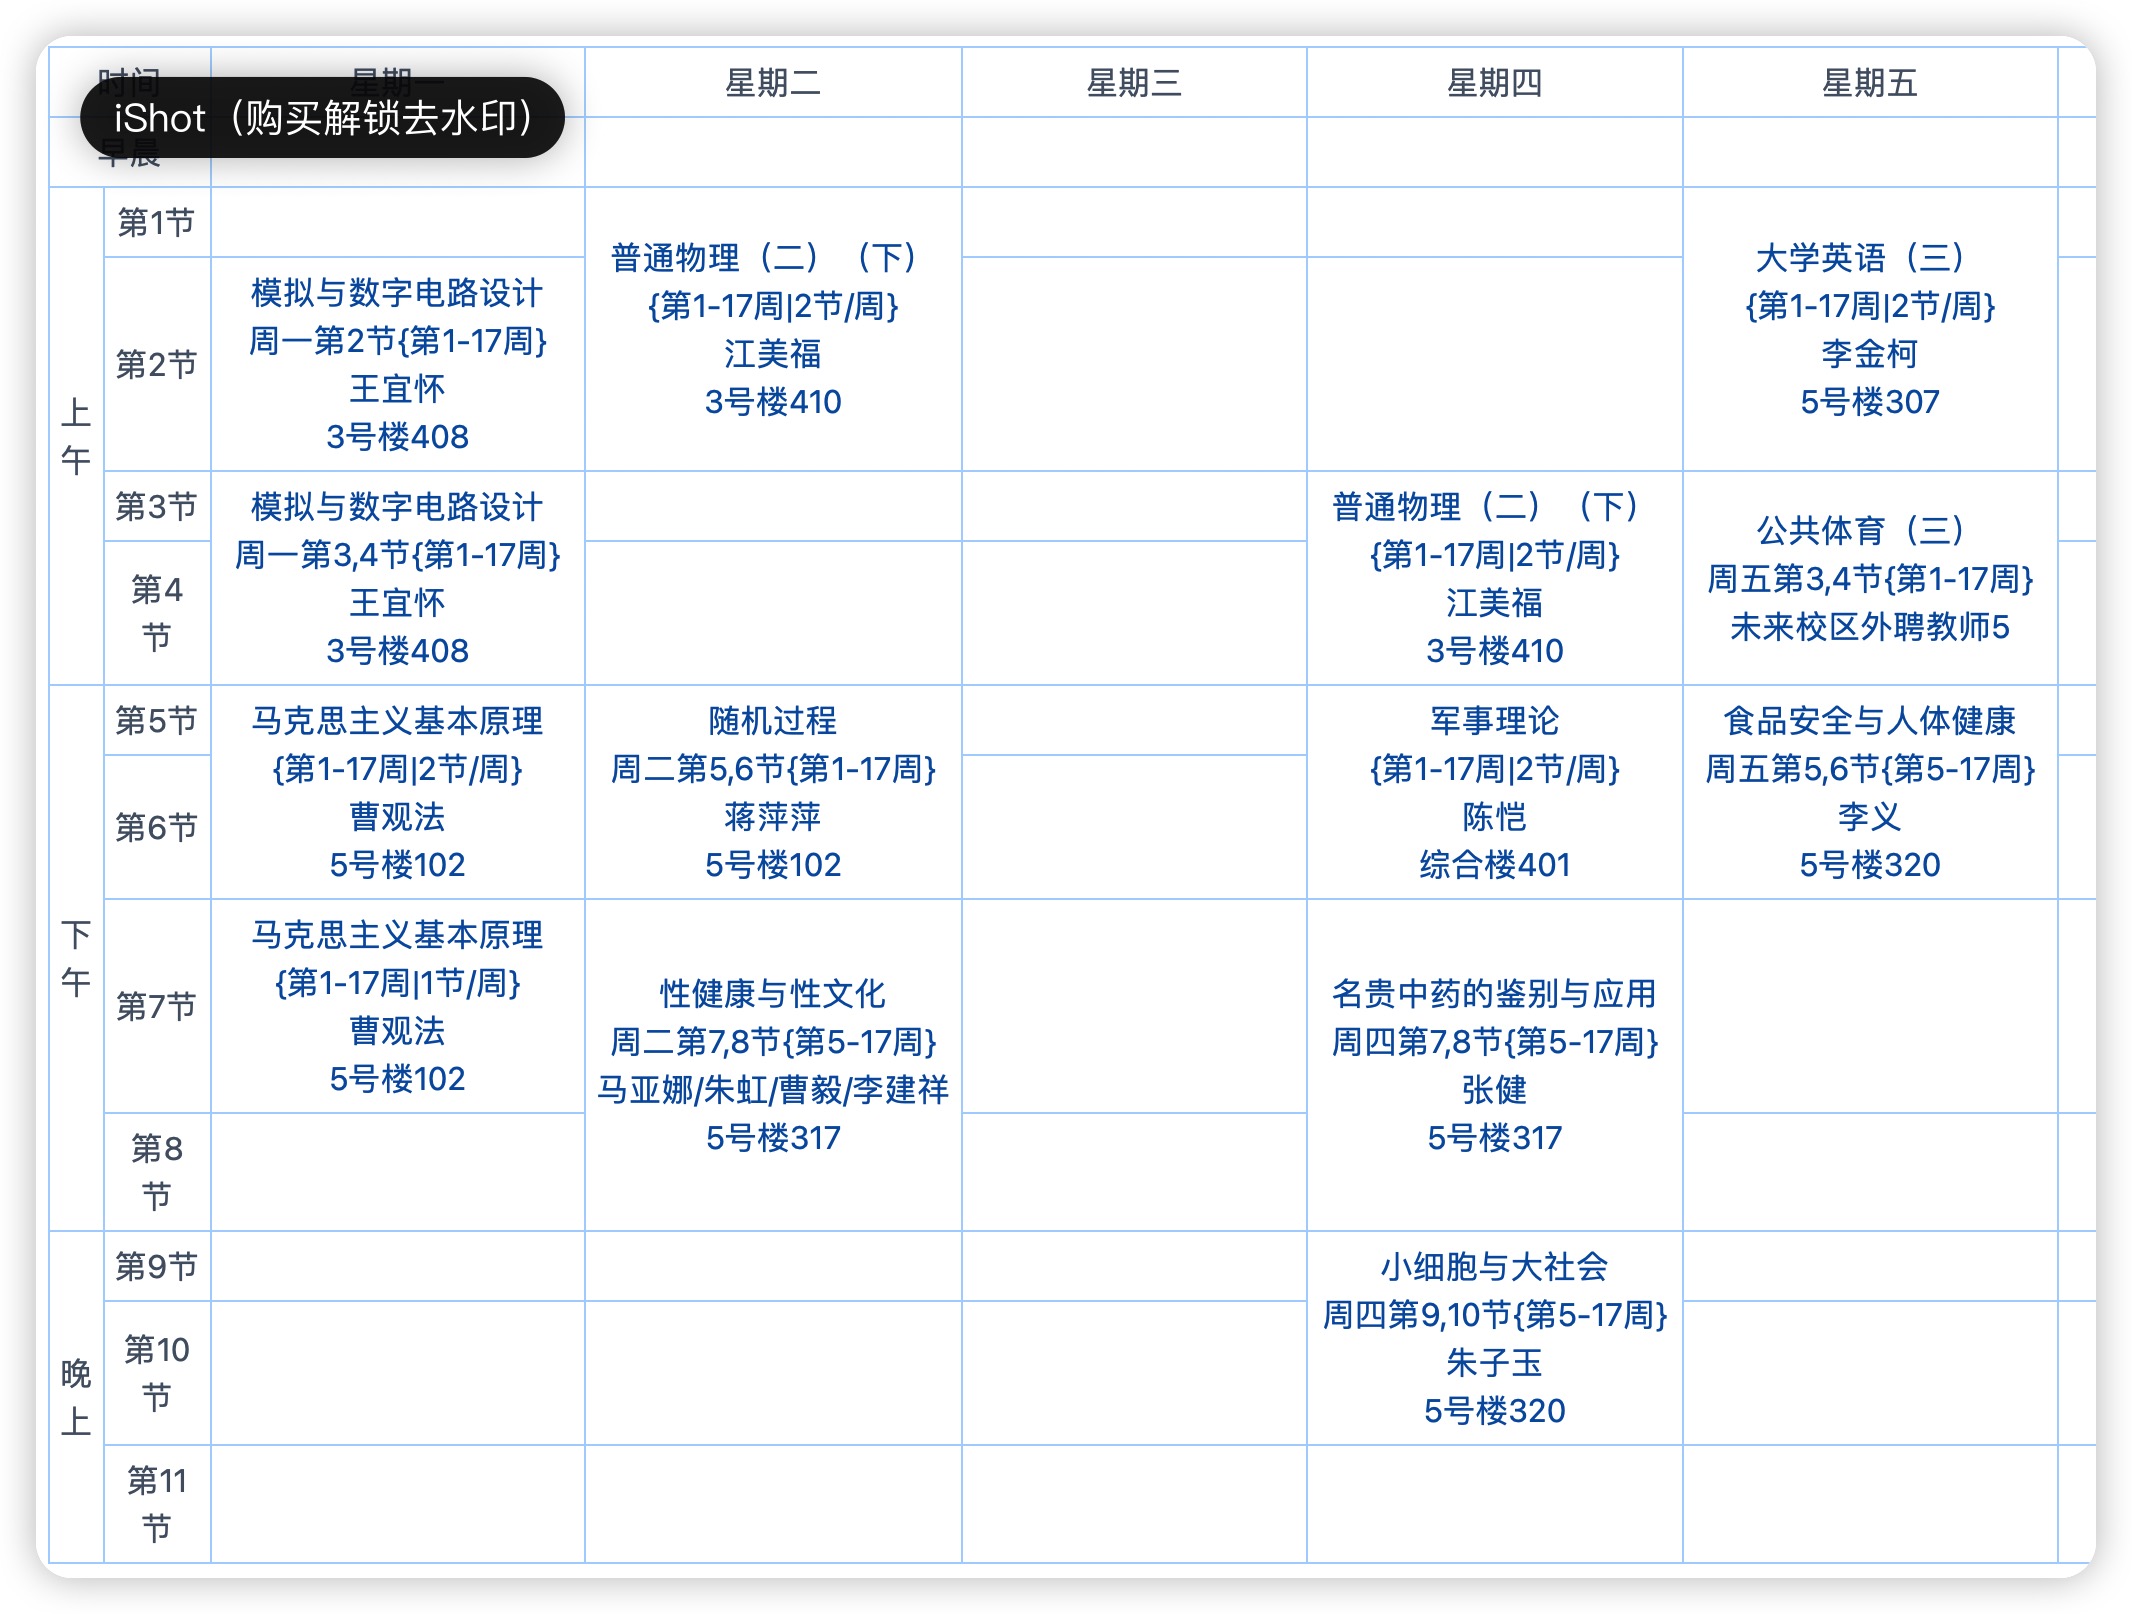 时间
星期一
星期二
星期三
星期四
星期五
iShot（购买解锁去水印）
早晨
上午
第1节
普通物理（二）（下）
{第1-17周|2节/周}
江美福
3号楼410
大学英语（三）
{第1-17周|2节/周}
李金柯
5号楼307
第2节
模拟与数字电路设计
周一第2节{第1-17周}
王宜怀
3号楼408
第3节
模拟与数字电路设计
周一第3,4节{第1-17周}
王宜怀
3号楼408
普通物理（二）（下）
{第1-17周|2节/周}
江美福
3号楼410
公共体育（三）
周五第3,4节{第1-17周}
未来校区外聘教师5
第4
节
下午
第5节
马克思主义基本原理
{第1-17周|2节/周}
曹观法
5号楼102
随机过程
周二第5,6节{第1-17周}
蒋萍萍
5号楼102
军事理论
{第1-17周|2节/周}
陈恺
综合楼401
食品安全与人体健康
周五第5,6节{第5-17周}
李义
5号楼320
第6节
第7节
马克思主义基本原理
{第1-17周|1节/周}
曹观法
5号楼102
性健康与性文化
周二第7,8节{第5-17周}
马亚娜/朱虹/曹毅/李建祥
5号楼317
名贵中药的鉴别与应用
周四第7,8节{第5-17周}
张健
5号楼317
第8
节
晚上
第9节
小细胞与大社会
周四第9,10节{第5-17周}
朱子玉
5号楼320
第10
节
第11
节